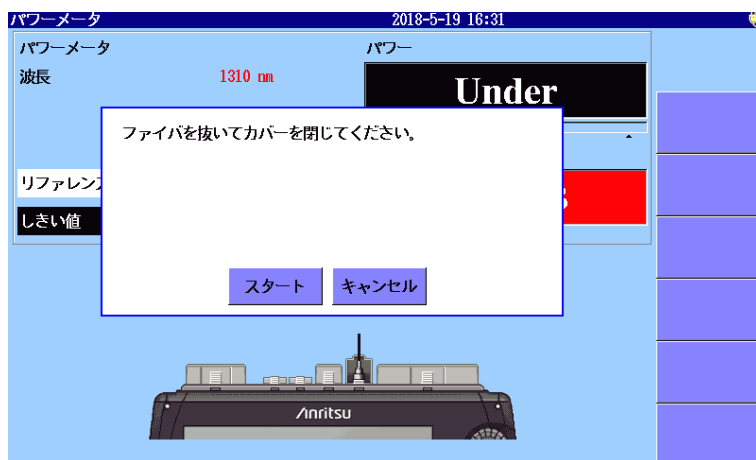 パワーメータ 2018-5-19 16:31
パワーメータ
パワー
波長 1310 nm
Under
ファイバを抜いてカバーを閉じてください。
リファレンス
しきい値
スタート キャンセル
Anritsu